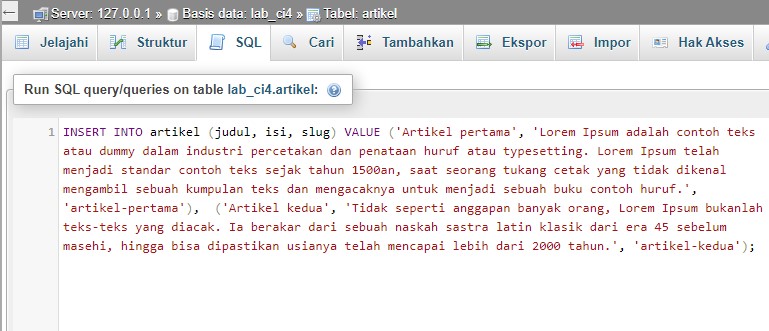 Server: 127.0.0.1 » Basis data: lab_ci4 » Tabel: artikel
Jelajahi Struktur SQL Cari Tambahkan Ekspor Impor Hak Akses
Run SQL query/queries on table lab_ci4.artikel:
1 INSERT INTO artikel (judul, isi, slug) VALUE ('Artikel pertama', 'Lorem Ipsum adalah contoh teks
atau dummy dalam industri percetakan dan penataan huruf atau typesetting. Lorem Ipsum telah
menjadi standar contoh teks sejak tahun 1500an, saat seorang tukang cetak yang tidak dikenal
mengambil sebuah kumpulan teks dan mengacaknya untuk menjadi sebuah buku contoh huruf.',
'artikel-pertama'), ('Artikel kedua', 'Tidak seperti anggapan banyak orang, Lorem Ipsum bukanlah
teks-teks yang diacak. Ia berakar dari sebuah naskah sastra latin klasik dari era 45 sebelum
masehi, hingga bisa dipastikan usianya telah mencapai lebih dari 2000 tahun.', 'artikel-kedua');